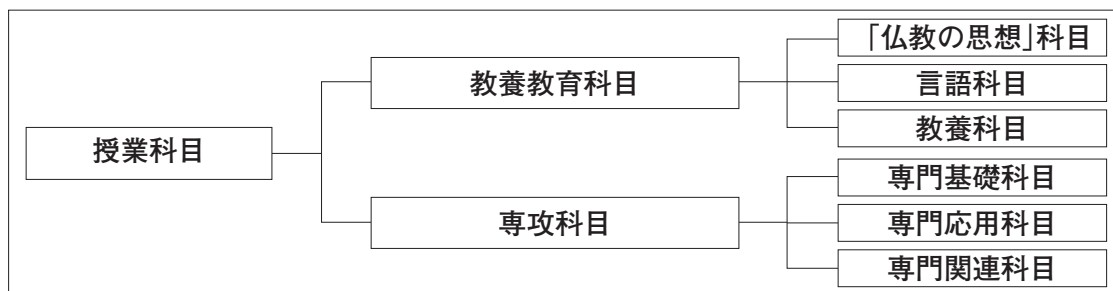 授業科目
教養教育科目
「仏教の思想」科目
言語科目
教養科目
専攻科目
専門基礎科目
専門応用科目
専門関連科目